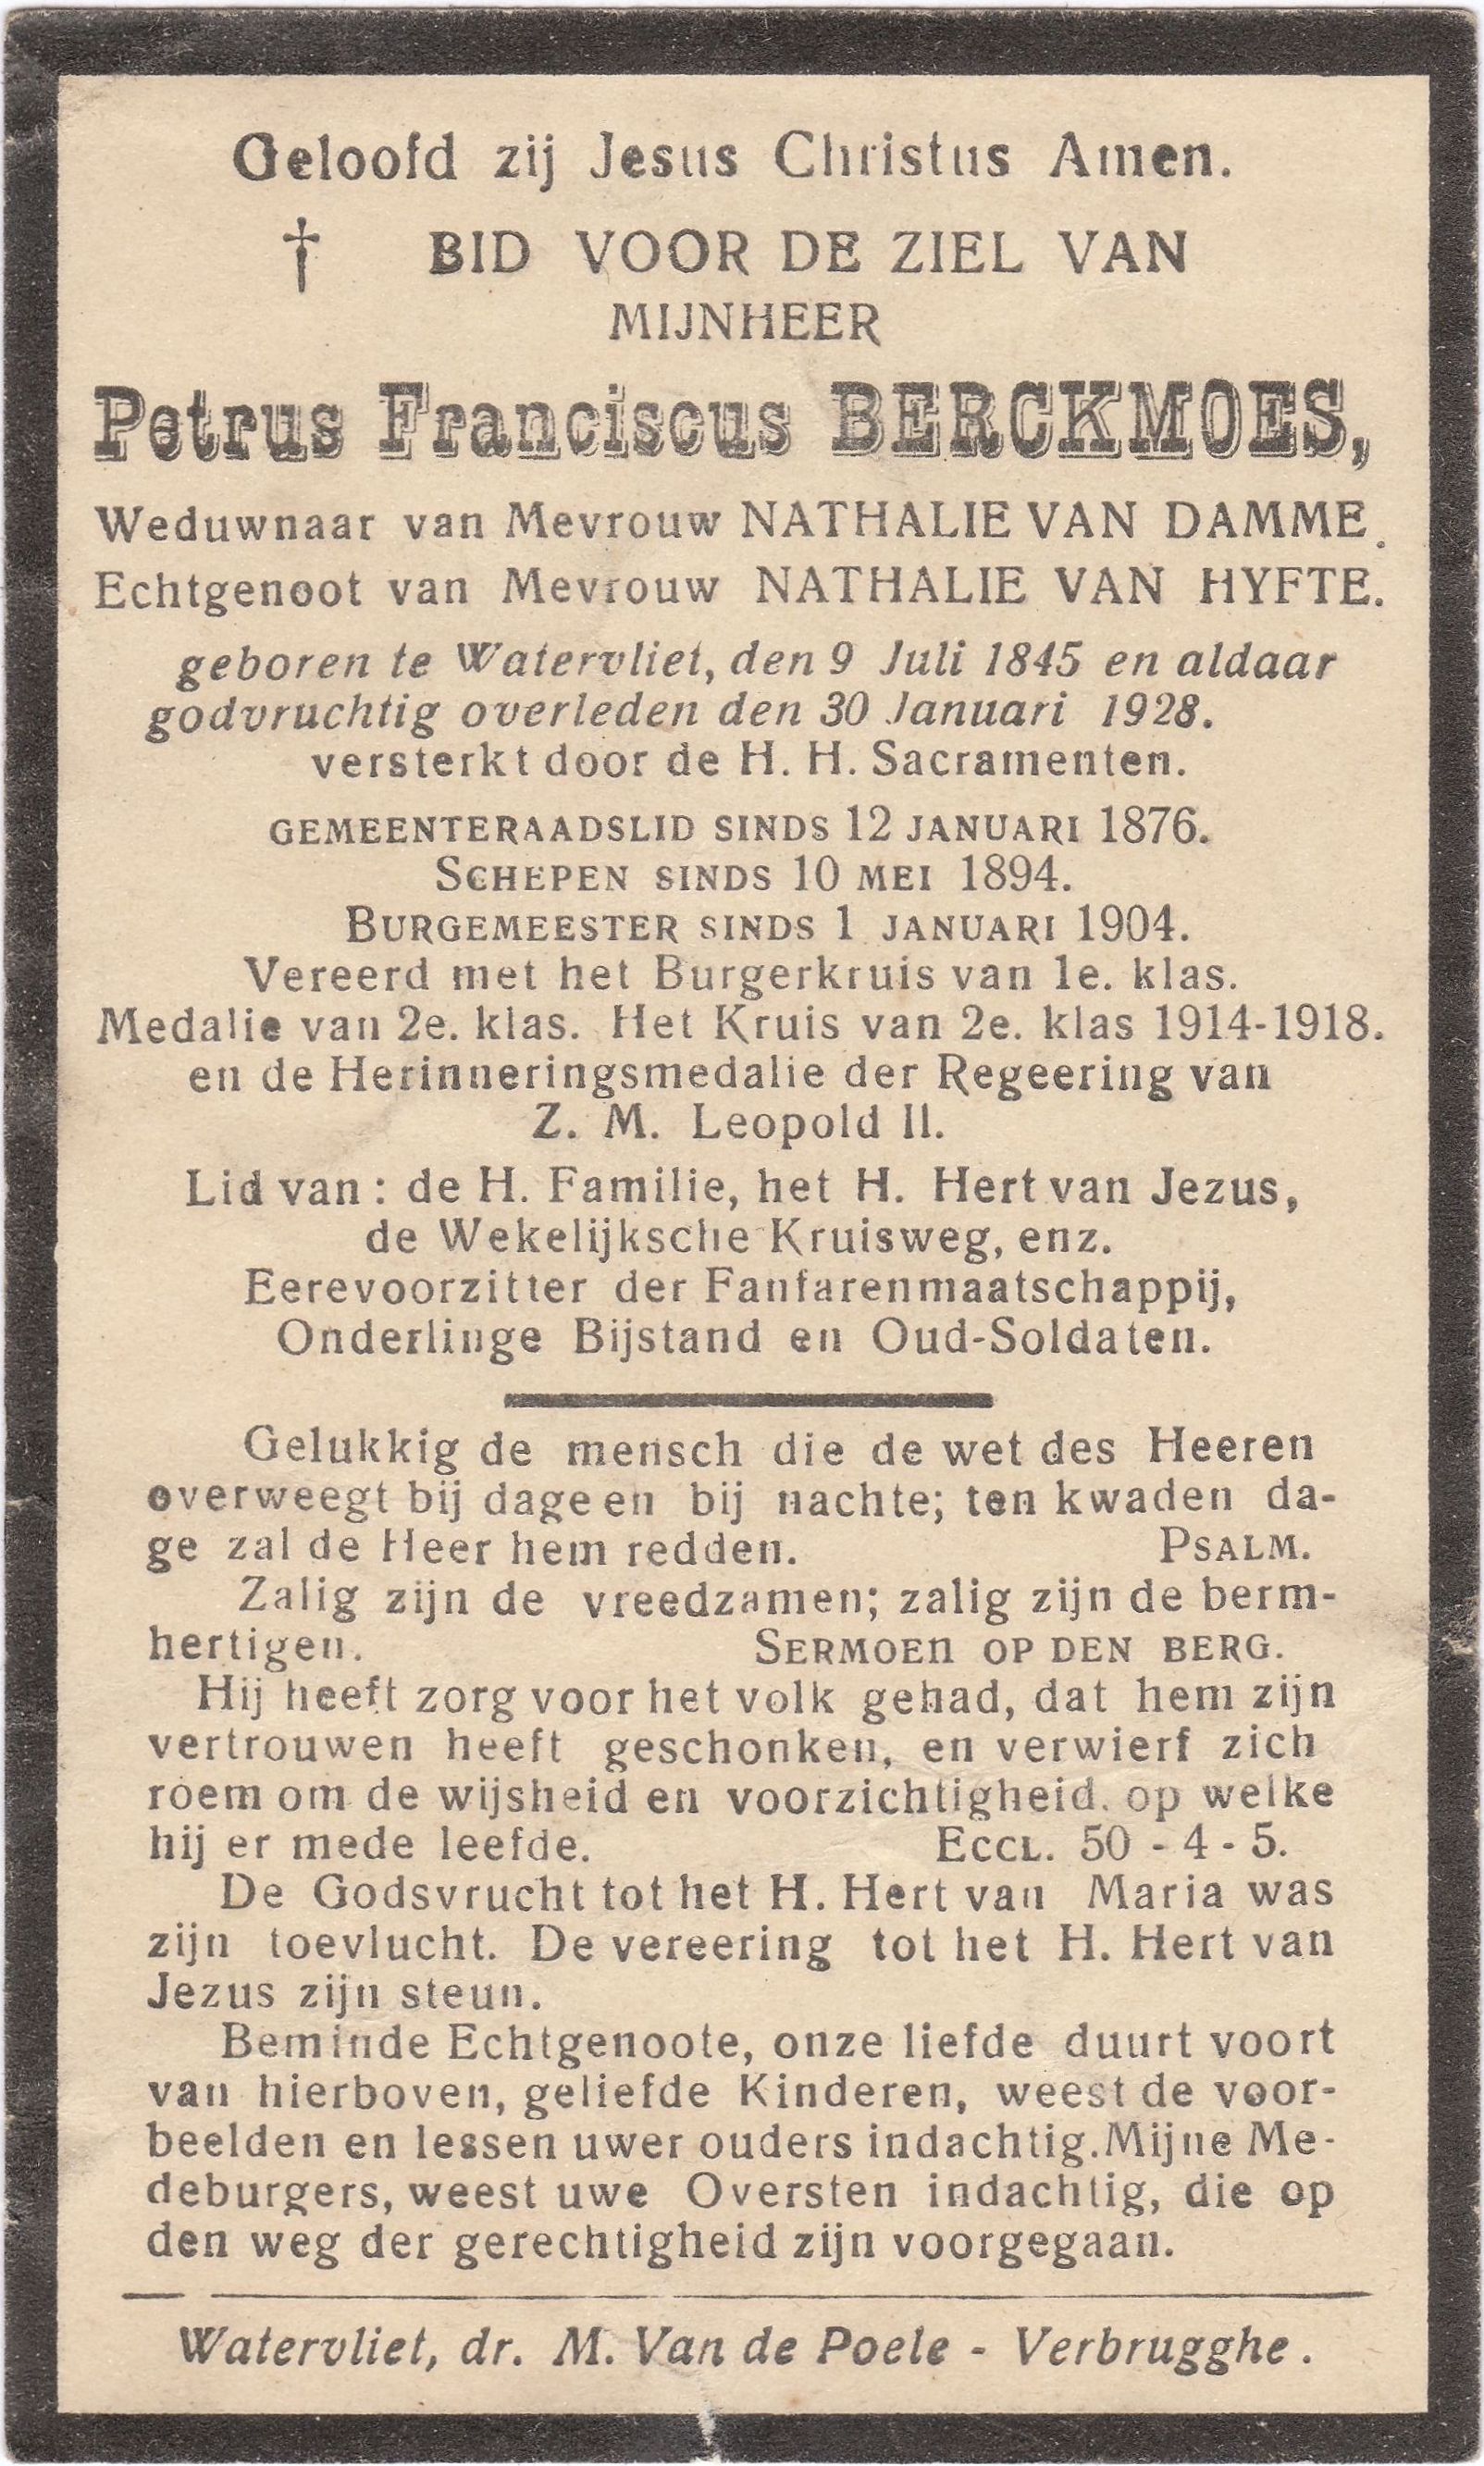 Geloofd zij Jesus Christus Amen.
† BID VOOR DE ZIEL VAN
MIJNHEER
Petrus Franciscus BERCKMOES,
Weduwnaar van Mevrouw NATHALIE VAN DAMME.
Echtgenoot van Mevrouw NATHALIE VAN HYFTE.
geboren te Watervliet, den 9 Juli 1845 en aldaar
godvruchtig overleden den 30 Januari 1928.
versterkt door de H. H. Sacramenten.
GEMEENTERAADSLID SINDS 12 JANUARI 1876.
SCHEPEN SINDS 10 MEI 1894.
BURGEMEESTER SINDS 1 JANUARI 1904.
Vereerd met het Burgerkruis van 1e. klas.
Medalie van 2e. klas. Het Kruis van 2e. klas 1914-1918.
en de Herinneringsmedalie der Regeering van
Z. M. Leopold II.
Lid van : de H. Familie, het H. Hert van Jezus,
de Wekelijksche Kruisweg, enz.
Eerevoorzitter der Fanfarenmaatschappij,
Onderlinge Bijstand en Oud-Soldaten.
Gelukkig de mensch die de wet des Heeren
overweegt bij dage en bij nachte; ten kwaden da-
ge zal de Heer hem redden. PSALM.
Zalig zijn de vreedzamen; zalig zijn de berm-
hertigen. SERMOEn OP DEN BERG.
Hij heeft zorg voor het volk gehad, dat hem zijn
vertrouwen heeft geschonken, en verwierf zich
roem om de wijsheid en voorzichtigheid. op welke
hij er mede leefde. ECCL. 50 - 4 - 5.
De Godsvrucht tot het H. Hert van Maria was
zijn toevlucht. De vereering tot het H. Hert van
Jezus zijn steun.
Beminde Echtgenoote, onze liefde duurt voort
van hierboven, geliefde Kinderen, weest de voor-
beelden en lessen uwer ouders indachtig. Mijne Me-
deburgers, weest uwe Oversten indachtig, die op
den weg der gerechtigheid zijn voorgegaan.
Watervliet, dr. M. Van de Poele - Verbrugghe.